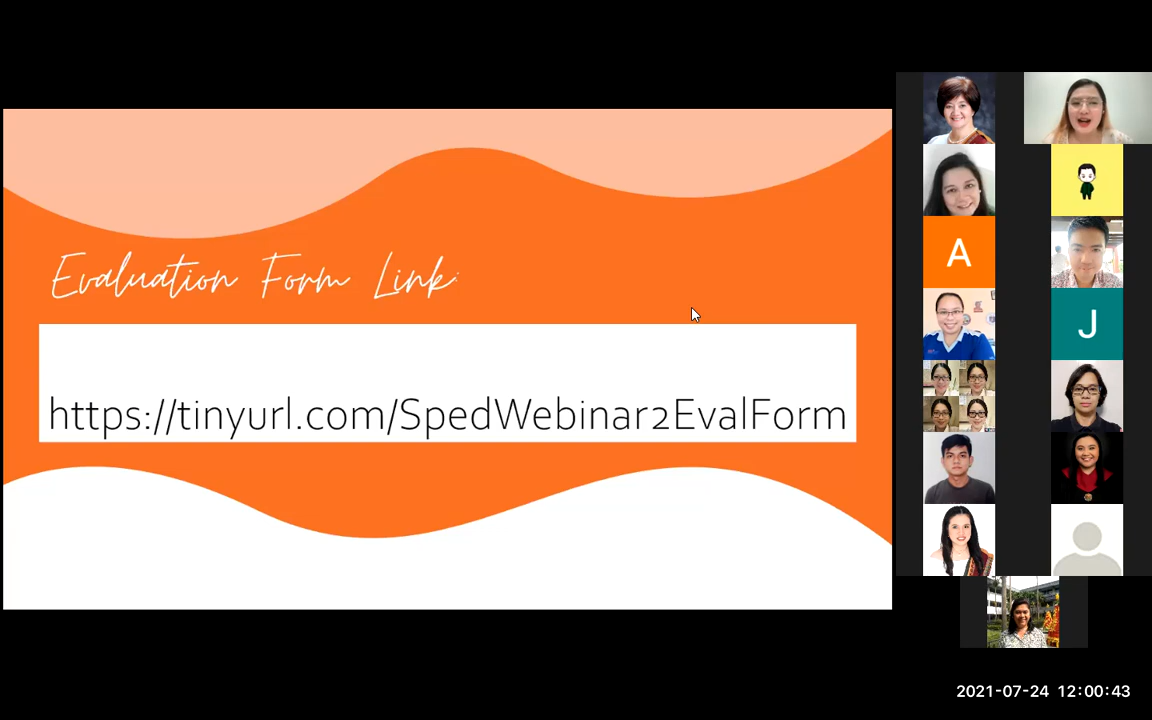 Evaluation Form Link:
https://tinyurl.com/SpedWebinar2EvalForm
A
J
2021-07-24 12:00:43